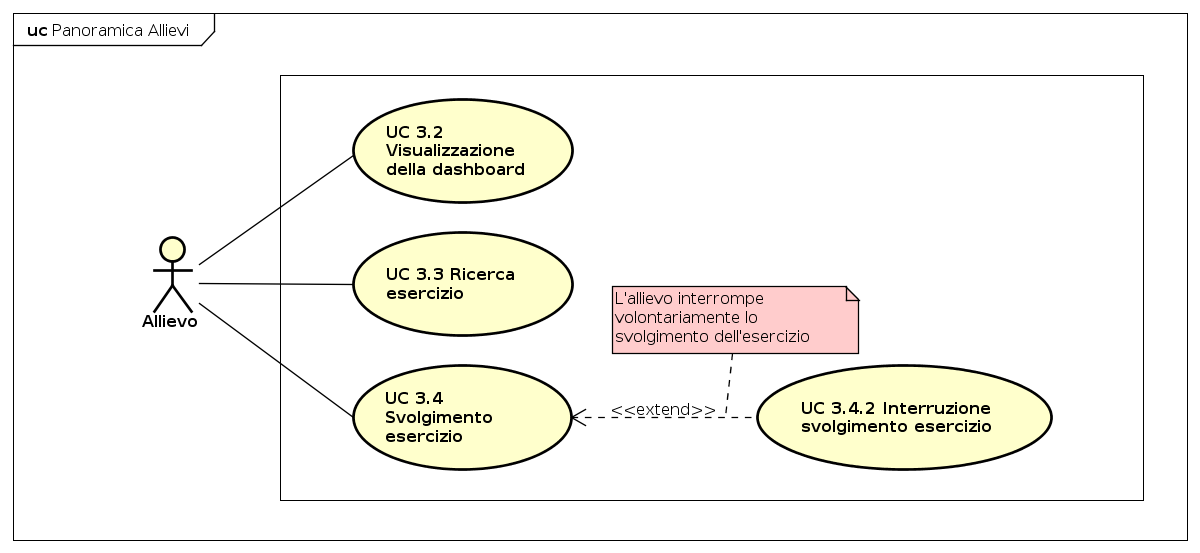 uc Panoramica Allievi
UC 3.2
Visualizzazione
della dashboard
UC 3.3 Ricerca
esercizio
Allievo
L'allievo interrompe
volontariamente lo
svolgimento dell'esercizio
UC 3.4
Svolgimento
esercizio
<<extend>>
UC 3.4.2 Interruzione
svolgimento esercizio